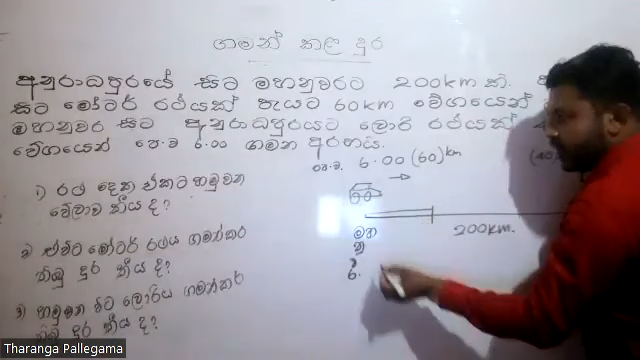 ගමන් කළ දුර
අනුරාධපුරයේ සිට මහනුවරට 200km කි.
සිට මෝටර් රථයක් පැයට 60km වේගයෙන්
මහනුවර සිට අනුරාධපුරයට ලොරි රථයක්
වේගයෙන් පෙ.ව 6.00 ගමන් අරඹයි.
පෙ.ව. 6.00 (60)km
(40)
1) රථ දෙක එකට හමුවන
වේලාව කීය ද?
2) එවිට මෝටර් රථය ගමන්කර
තිබූ දුර කීය ද?
3) හමුවන විට ලොරිය ගමන්කර
තිබූ දුර කීය ද?
මහ
නු
ව
ර.
200km.
Tharanga Pallegama